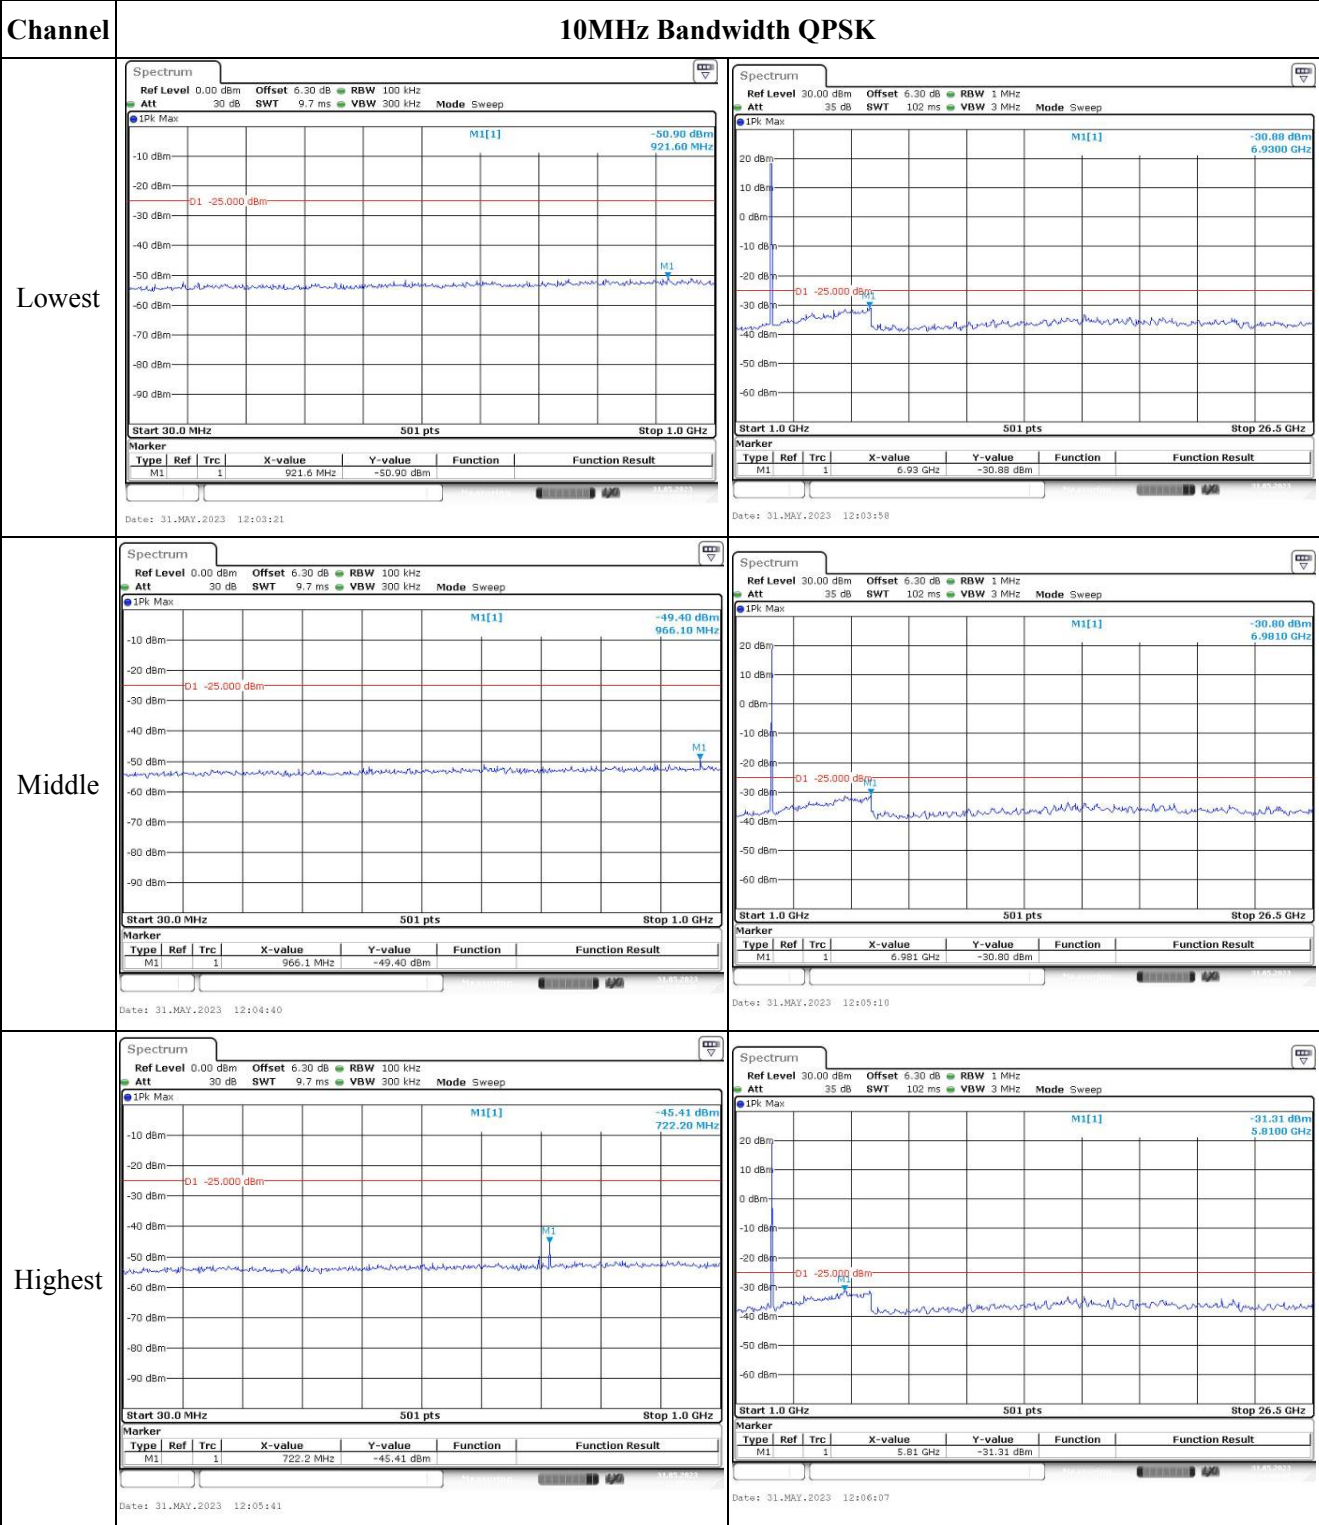 Channel 10MHz Bandwidth QPSK
Lowest
Spectrum
Ref Level 0.00 dBm Offset 6.30 dB RBW 100 kHz
Att 30 dB SWT 9.7 ms VBW 300 kHz Mode Sweep
1Pk Max
M1[1] -50.90 dBm
921.60 MHz
-10 dBm
-20 dBm
D1 -25.000 dBm
-30 dBm
-40 dBm
M1
-50 dBm
-60 dBm
-70 dBm
-80 dBm
-90 dBm
Start 30.0 MHz 501 pts Stop 1.0 GHz
Marker
Type Ref Trc X-value Y-value Function Function Result
M1 1 921.6 MHz -50.90 dBm
Date: 31.MAY.2023 12:03:21
Spectrum
Ref Level 30.00 dBm Offset 6.30 dB RBW 1 MHz
Att 35 dB SWT 102 ms VBW 3 MHz Mode Sweep
1Pk Max
M1[1] -30.88 dBm
6.9300 GHz
20 dBm
10 dBm
0 dBm
-10 dBm
-20 dBm
D1 -25.000 dBm
M1
-30 dBm
-40 dBm
-50 dBm
-60 dBm
Start 1.0 GHz 501 pts Stop 26.5 GHz
Marker
Type Ref Trc X-value Y-value Function Function Result
M1 1 6.93 GHz -30.88 dBm
Date: 31.MAY.2023 12:03:58
Middle
Spectrum
Ref Level 0.00 dBm Offset 6.30 dB RBW 100 kHz
Att 30 dB SWT 9.7 ms VBW 300 kHz Mode Sweep
1Pk Max
M1[1] -49.40 dBm
966.10 MHz
-10 dBm
-20 dBm
D1 -25.000 dBm
-30 dBm
-40 dBm
M1
-50 dBm
-60 dBm
-70 dBm
-80 dBm
-90 dBm
Start 30.0 MHz 501 pts Stop 1.0 GHz
Marker
Type Ref Trc X-value Y-value Function Function Result
M1 1 966.1 MHz -49.40 dBm
Date: 31.MAY.2023 12:04:40
Spectrum
Ref Level 30.00 dBm Offset 6.30 dB RBW 1 MHz
Att 35 dB SWT 102 ms VBW 3 MHz Mode Sweep
1Pk Max
M1[1] -30.80 dBm
6.9810 GHz
20 dBm
10 dBm
0 dBm
-10 dBm
-20 dBm
D1 -25.000 dBm
M1
-30 dBm
-40 dBm
-50 dBm
-60 dBm
Start 1.0 GHz 501 pts Stop 26.5 GHz
Marker
Type Ref Trc X-value Y-value Function Function Result
M1 1 6.981 GHz -30.80 dBm
Date: 31.MAY.2023 12:05:10
Highest
Spectrum
Ref Level 0.00 dBm Offset 6.30 dB RBW 100 kHz
Att 30 dB SWT 9.7 ms VBW 300 kHz Mode Sweep
1Pk Max
M1[1] -45.41 dBm
722.20 MHz
-10 dBm
-20 dBm
D1 -25.000 dBm
-30 dBm
-40 dBm
M1
-50 dBm
-60 dBm
-70 dBm
-80 dBm
-90 dBm
Start 30.0 MHz 501 pts Stop 1.0 GHz
Marker
Type Ref Trc X-value Y-value Function Function Result
M1 1 722.2 MHz -45.41 dBm
Date: 31.MAY.2023 12:05:41
Spectrum
Ref Level 30.00 dBm Offset 6.30 dB RBW 1 MHz
Att 35 dB SWT 102 ms VBW 3 MHz Mode Sweep
1Pk Max
M1[1] -31.31 dBm
5.8100 GHz
20 dBm
10 dBm
0 dBm
-10 dBm
-20 dBm
D1 -25.000 dBm
M1
-30 dBm
-40 dBm
-50 dBm
-60 dBm
Start 1.0 GHz 501 pts Stop 26.5 GHz
Marker
Type Ref Trc X-value Y-value Function Function Result
M1 1 5.81 GHz -31.31 dBm
Date: 31.MAY.2023 12:06:07